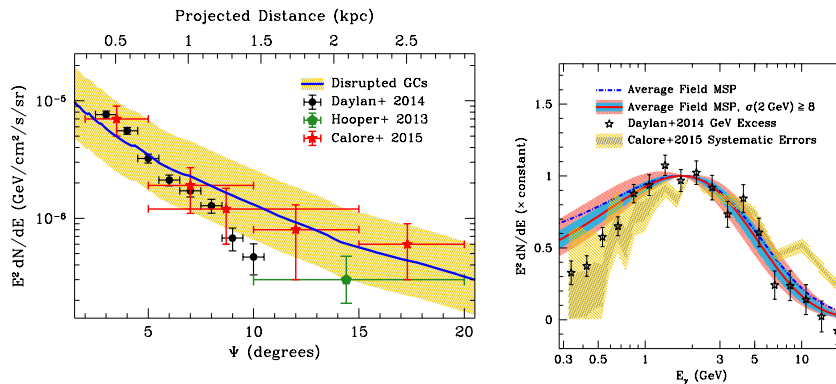 Projected Distance (kpc)
0.5 1 1.5 2 2.5
E² dN/dE (GeV/cm²/s/sr)
10⁻⁵
10⁻⁶
Disrupted GCs
Daylan+ 2014
Hooper+ 2013
Calore+ 2015
5 10 15 20
Ψ (degrees)
E² dN/dE (× constant)
1.5
1
0.5
0
Average Field MSP
Average Field MSP, σ(2 GeV) ≧ 8
Daylan+2014 GeV Excess
Calore+2015 Systematic Errors
0.3 0.5 1 3 5 10
Eγ (GeV)